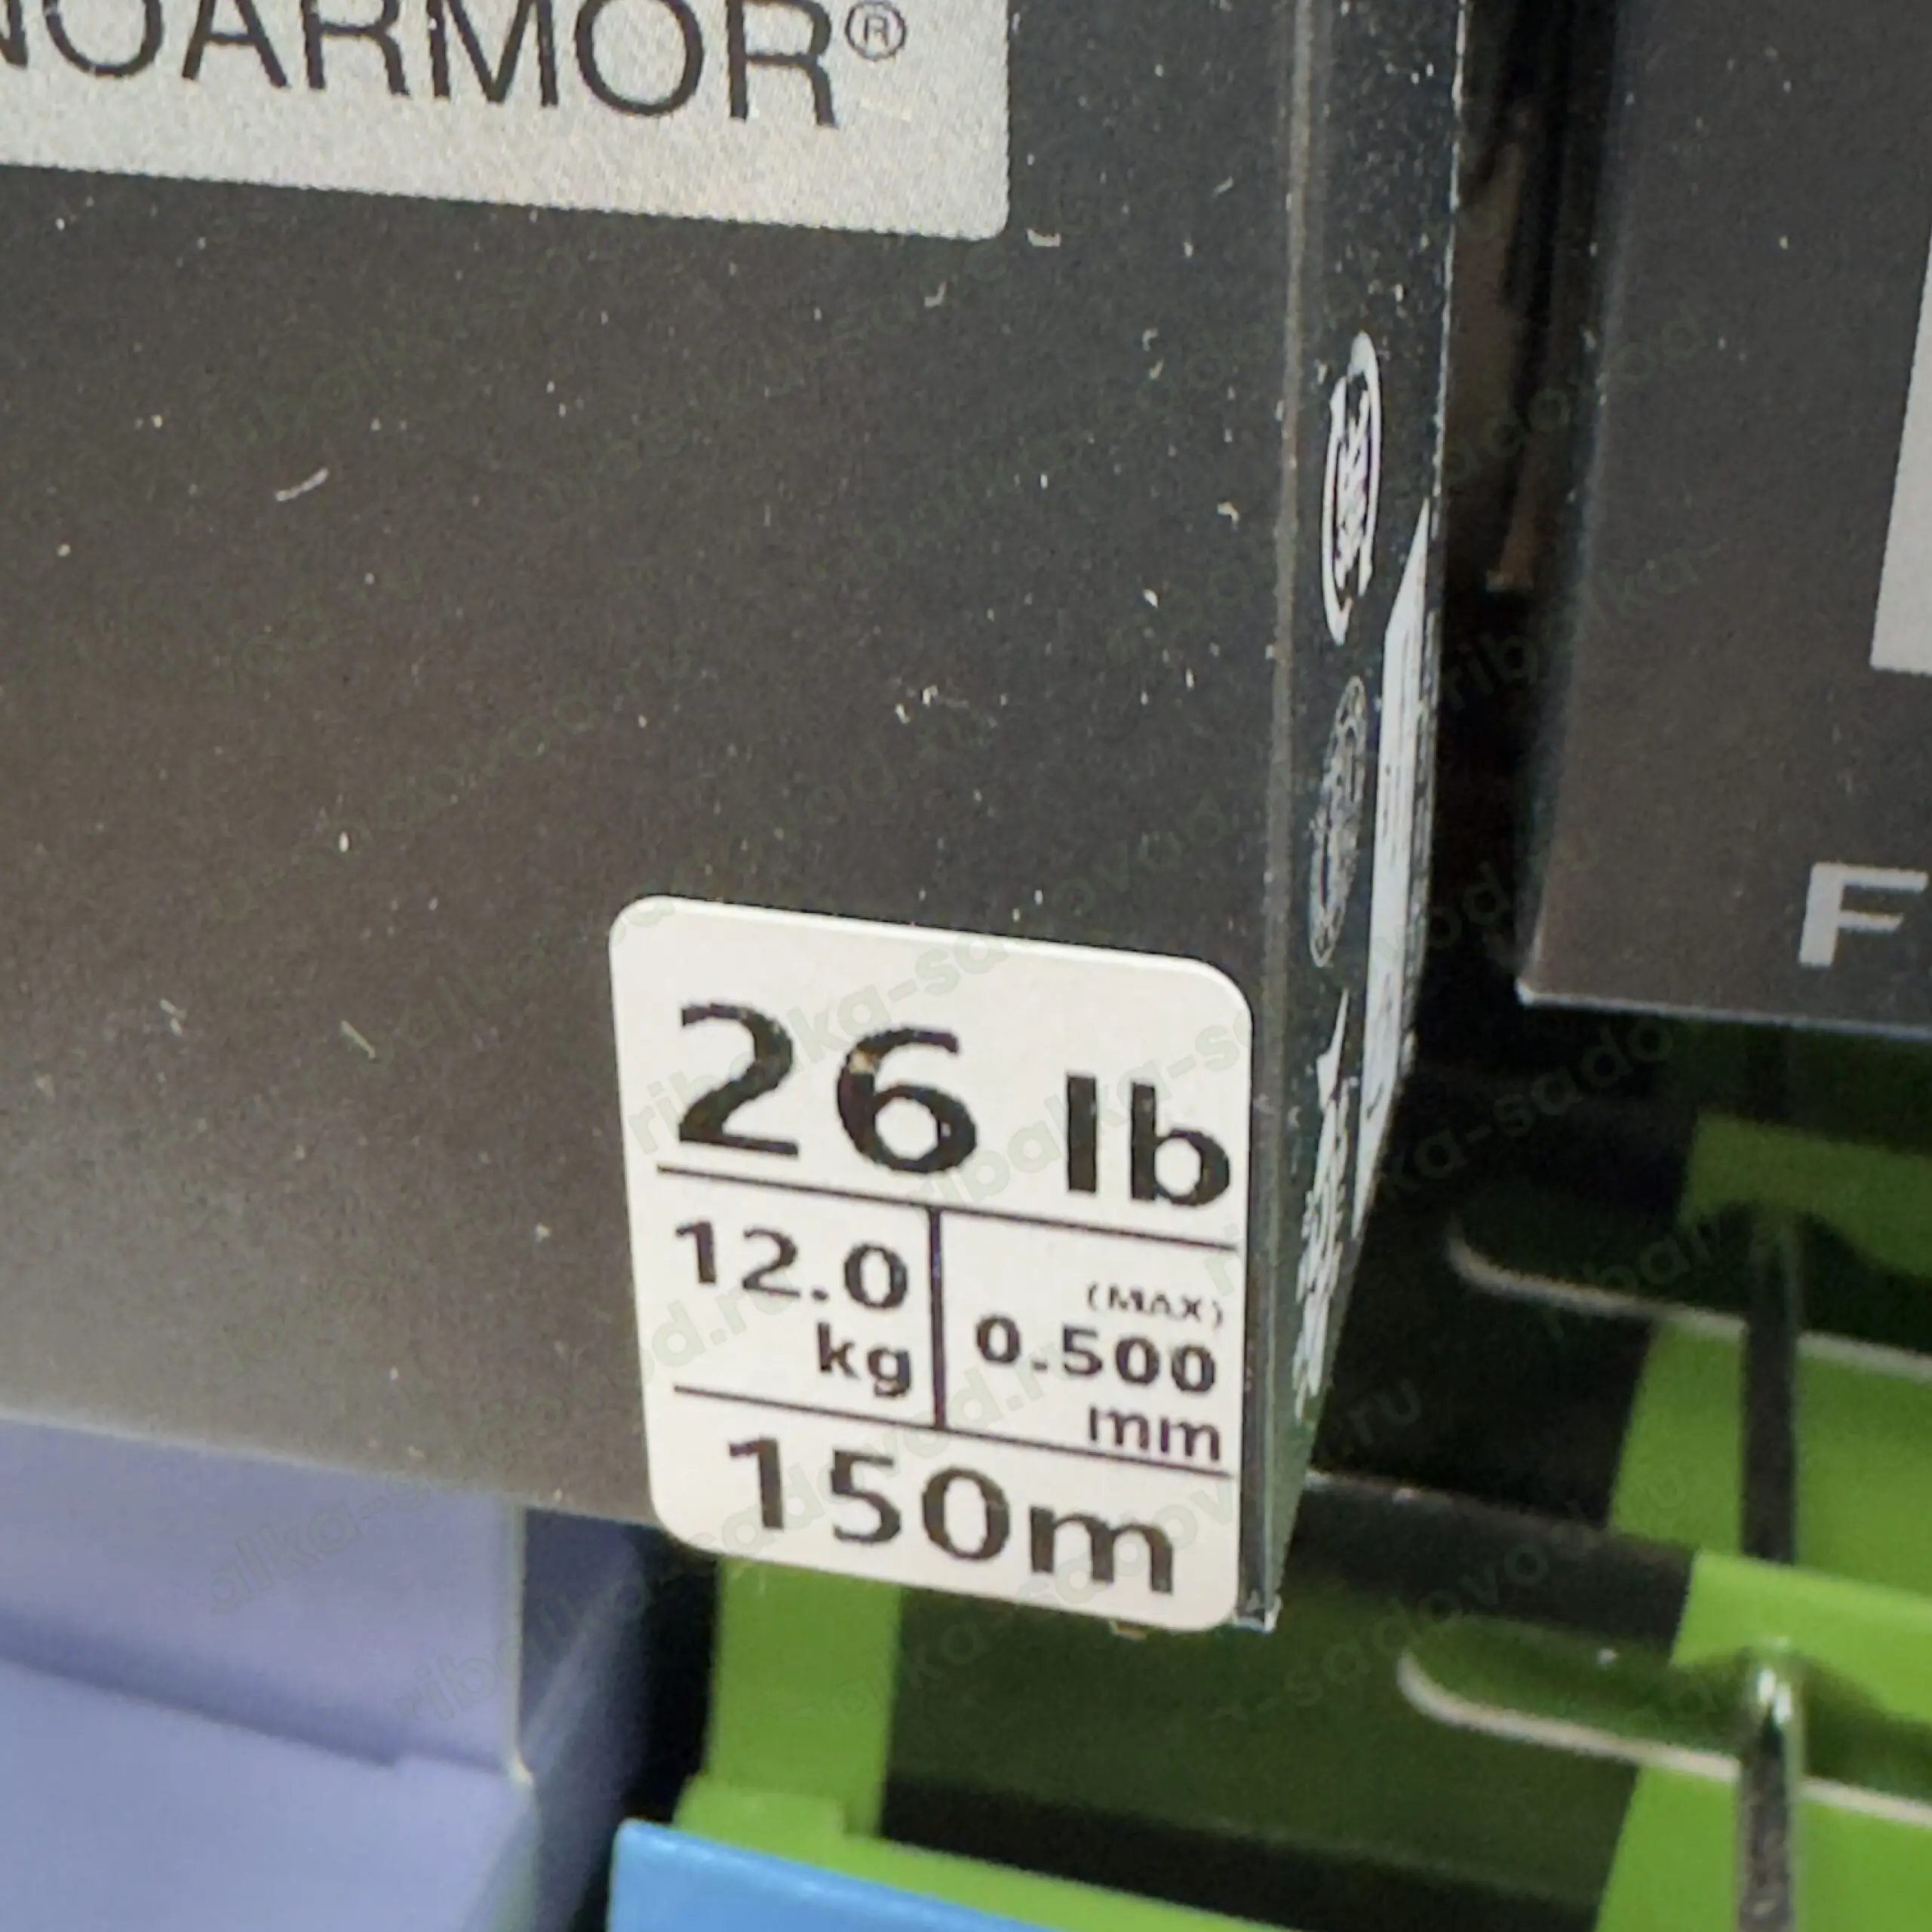 NOARMOR®
F
26 lb
12.0
kg
(MAX)
0.500
mm
150m